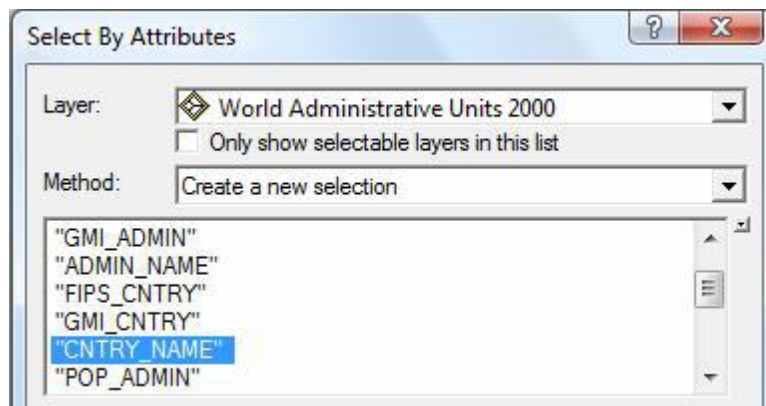 Select By Attributes
Layer: World Administrative Units 2000
Only show selectable layers in this list
Method: Create a new selection
"GMI_ADMIN"
"ADMIN_NAME"
"FIPS_CNTRY"
"GMI_CNTRY"
"CNTRY_NAME"
"POP_ADMIN"